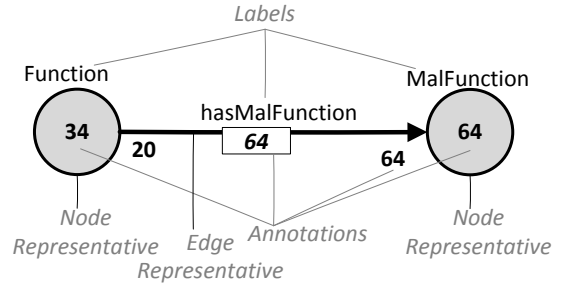 Labels
Function
MalFunction
hasMalFunction
34
64
64
20
64
Node
Representative
Edge
Representative
Annotations
Node
Representative